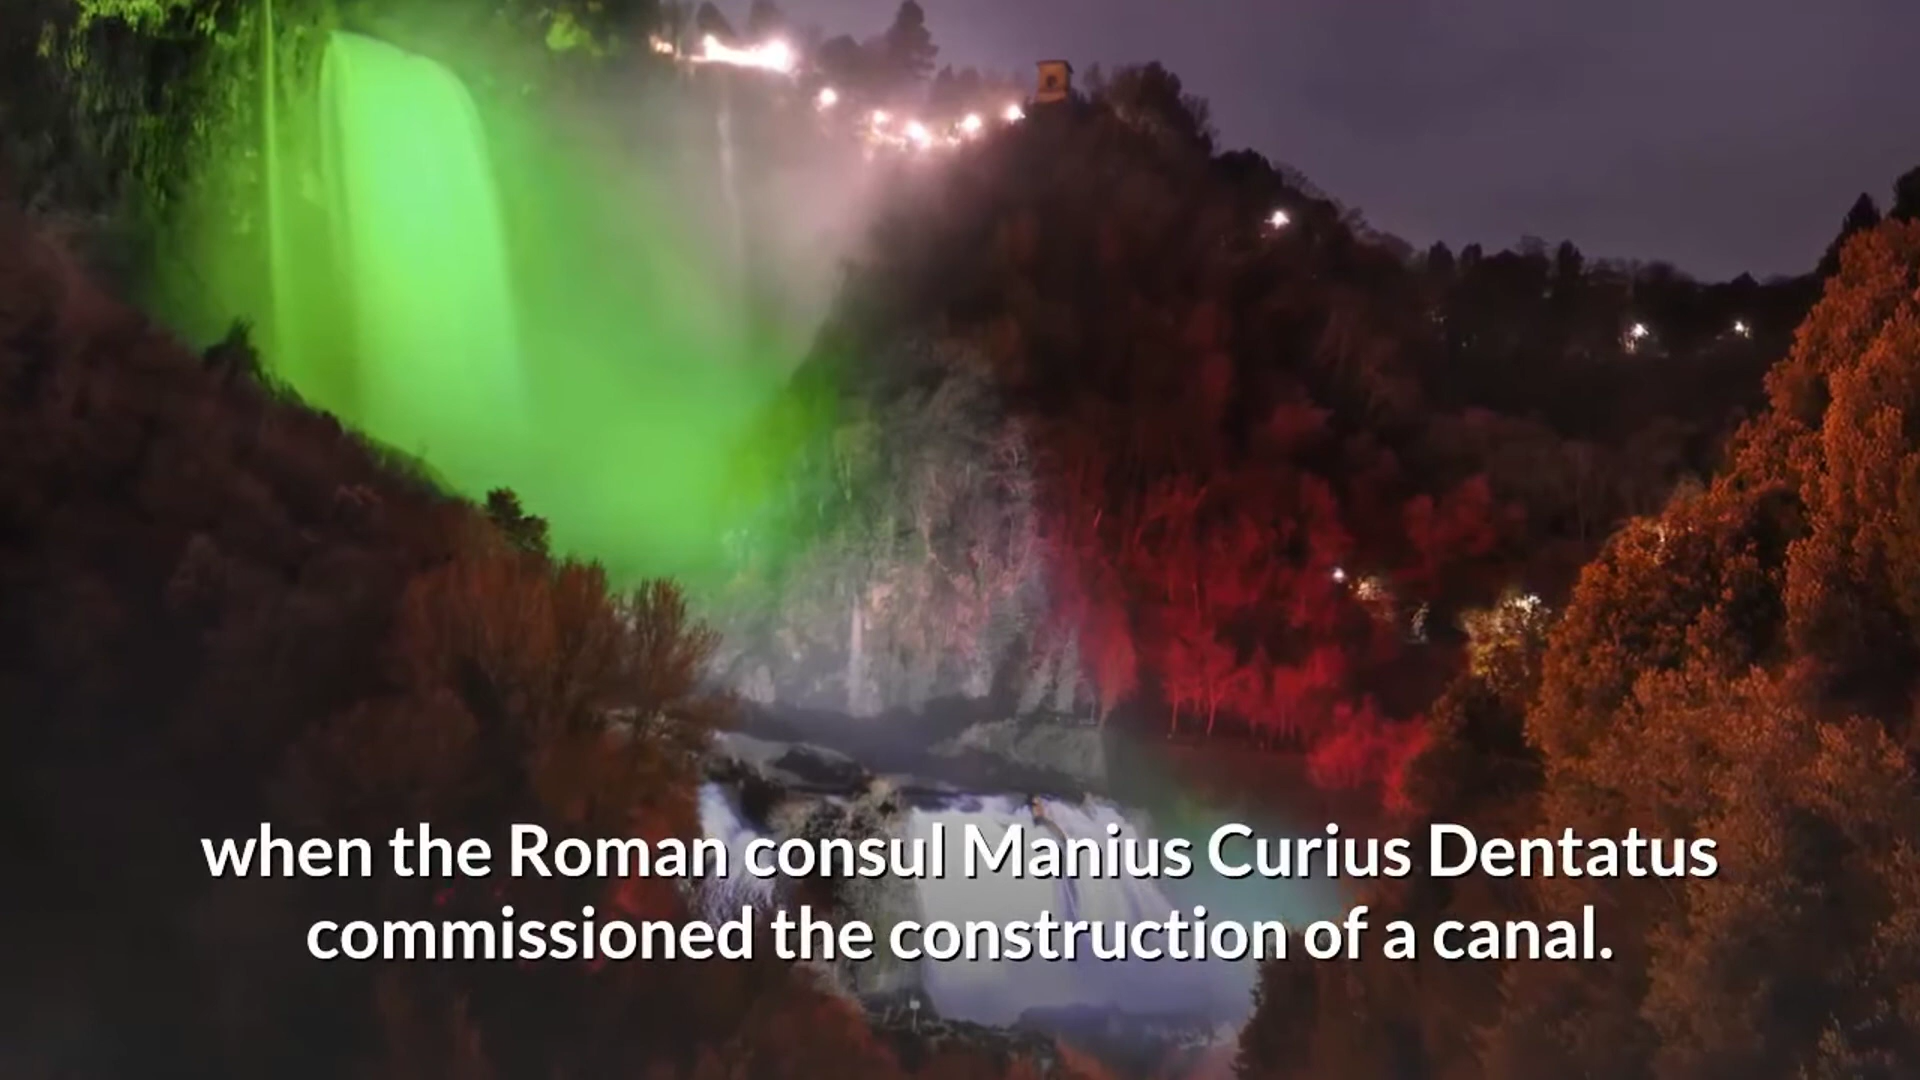 when the Roman consul Manius Curius Dentatus
commissioned the construction of a canal.